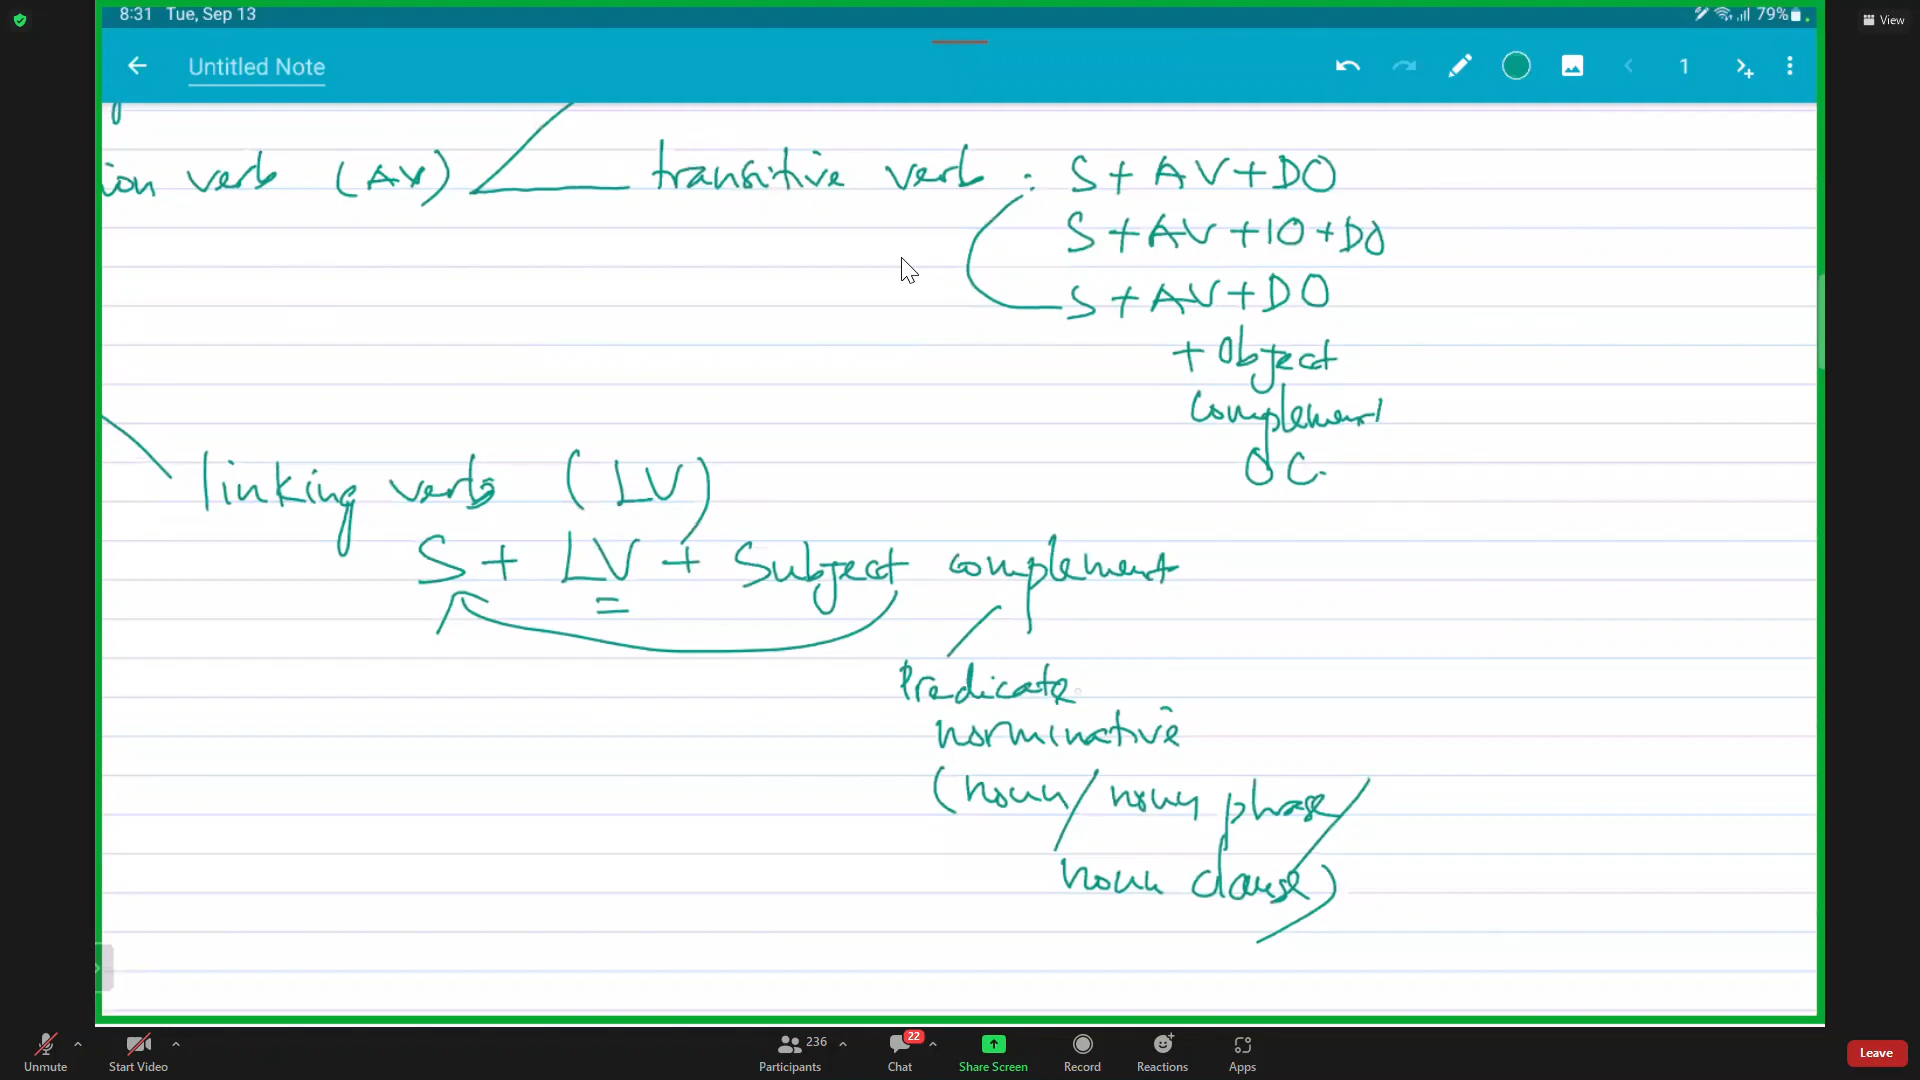 8:31 Tue, Sep 13
79%
View
Untitled Note
1
ion verb (AV)
transitive verb : S + AV + DO
S + AV + IO + DO
S + AV + DO
+ Object
complement
OC
linking verbs (LV)
S + LV + Subject complement
=
Predicate
norminative
(noun / noun phrase /
noun clause)
Unmute
Start Video
236
Participants
22
Chat
Share Screen
Record
Reactions
Apps
Leave